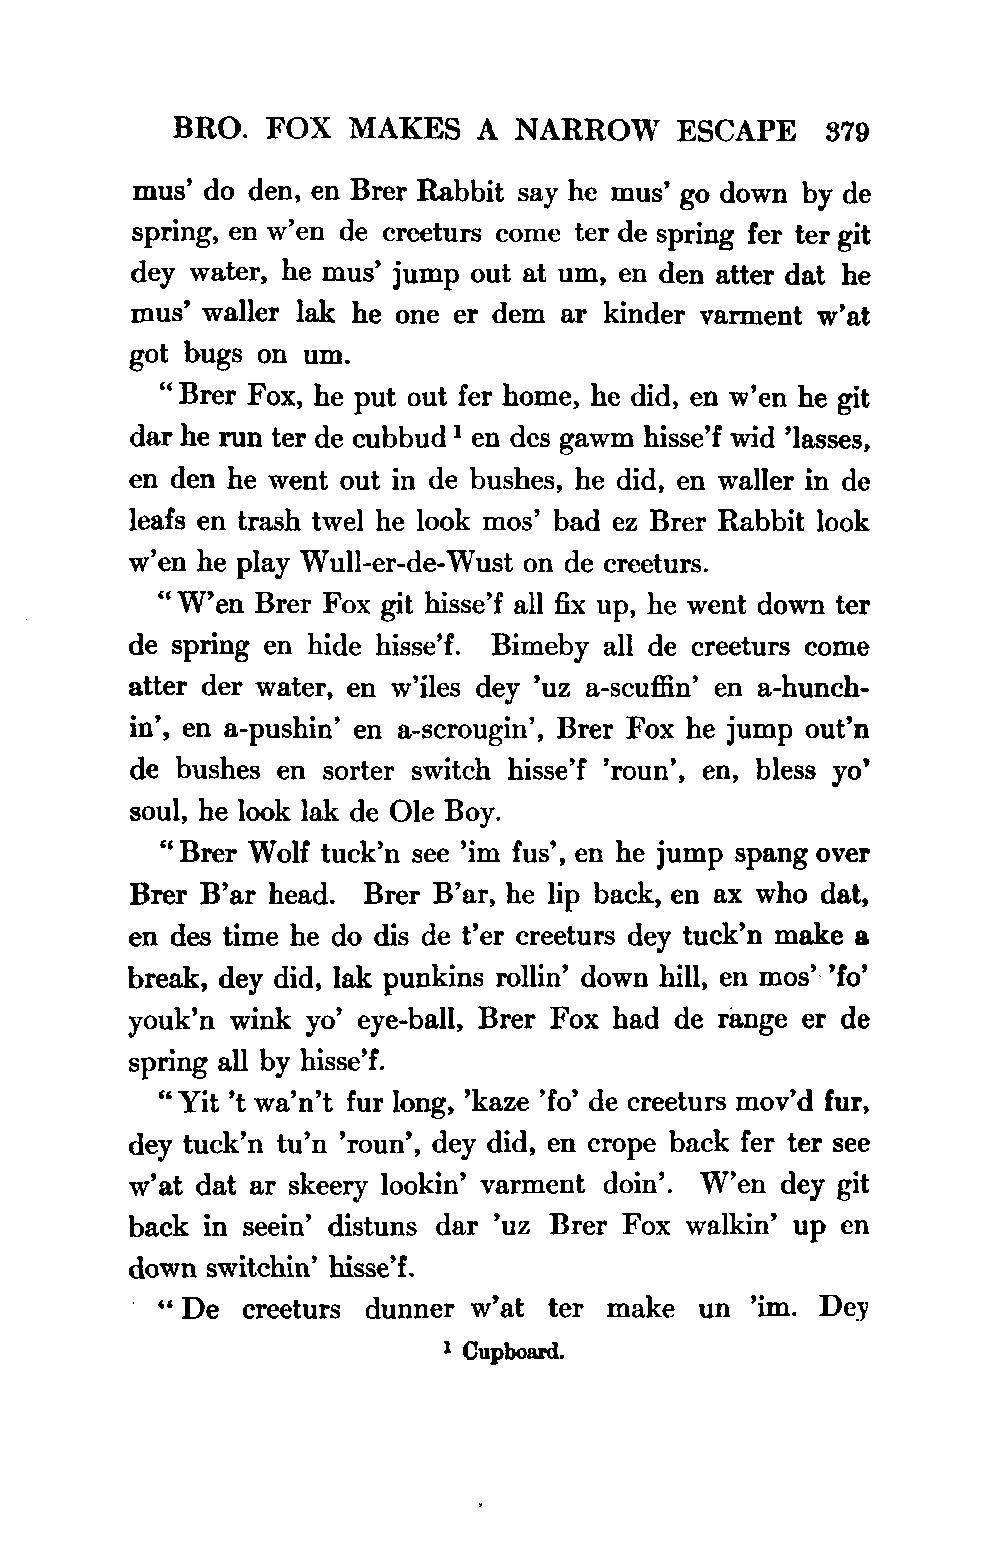 BRO. FOX MAKES A NARROW ESCAPE 379
mus' do den, en Brer Rabbit say he mus' go down by de
spring, en w'en de creeturs come ter de spring fer ter git
dey water, he mus' jump out at um, en den atter dat he
mus' waller lak he one er dem ar kinder varment w'at
got bugs on um.
"Brer Fox, he put out fer home, he did, en w'en he git
dar he run ter de cubbud ¹ en des gawm hisse'f wid 'lasses,
en den he went out in de bushes, he did, en waller in de
leafs en trash twel he look mos' bad ez Brer Rabbit look
w'en he play Wull-er-de-Wust on de creeturs.
"W'en Brer Fox git hisse'f all fix up, he went down ter
de spring en hide hisse'f. Bimeby all de creeturs come
atter der water, en w'iles dey 'uz a-scuffin' en a-hunch-
in', en a-pushin' en a-scrougin', Brer Fox he jump out'n
de bushes en sorter switch hisse'f 'roun', en, bless yo'
soul, he look lak de Ole Boy.
"Brer Wolf tuck'n see 'im fus', en he jump spang over
Brer B'ar head. Brer B'ar, he lip back, en ax who dat,
en des time he do dis de t'er creeturs dey tuck'n make a
break, dey did, lak punkins rollin' down hill, en mos' 'fo'
youk'n wink yo' eye-ball, Brer Fox had de range er de
spring all by hisse'f.
"Yit 't wa'n't fur long, 'kaze 'fo' de creeturs mov'd fur,
dey tuck'n tu'n 'roun', dey did, en crope back fer ter see
w'at dat ar skeery lookin' varment doin'. W'en dey git
back in seein' distuns dar 'uz Brer Fox walkin' up en
down switchin' hisse'f.
"De creeturs dunner w'at ter make un 'im. Dey
¹ Cupboard.